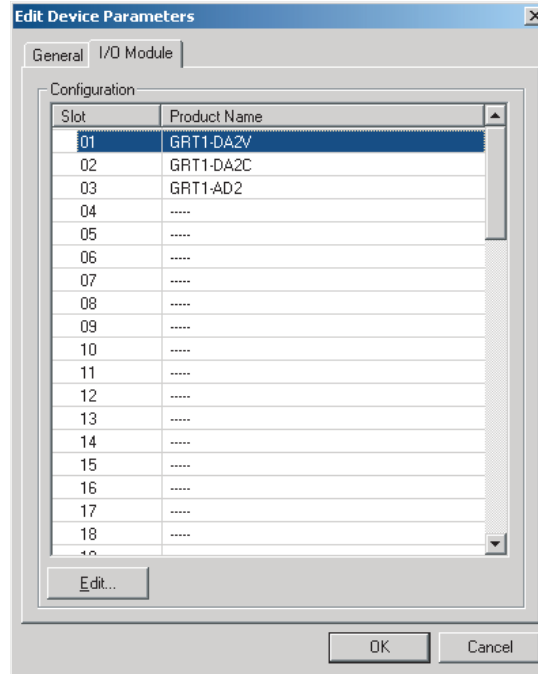 Edit Device Parameters
General I/O Module
Configuration
Slot Product Name
01 GRT1-DA2V
02 GRT1-DA2C
03 GRT1-AD2
04 -----
05 -----
06 -----
07 -----
08 -----
09 -----
10 -----
11 -----
12 -----
13 -----
14 -----
15 -----
16 -----
17 -----
18 -----
Edit...
OK Cancel